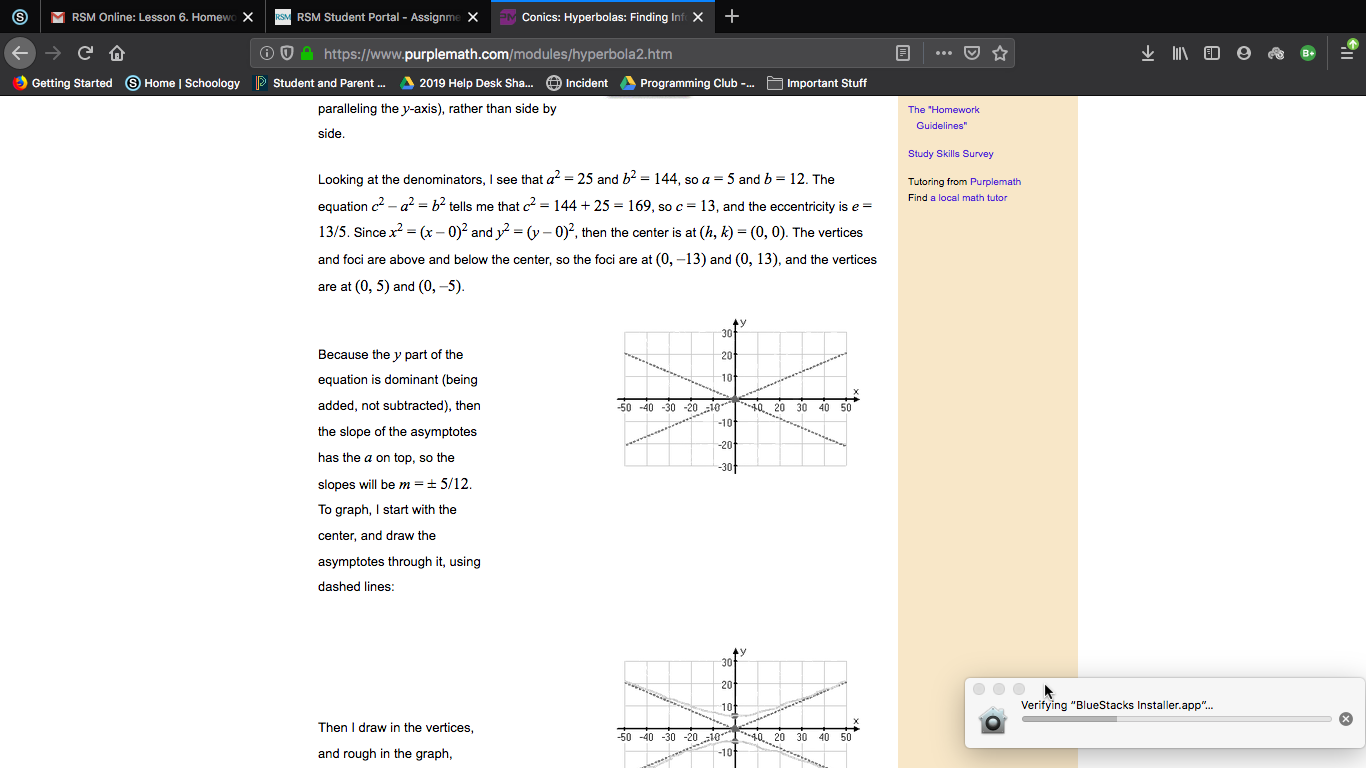 RSM Online: Lesson 6. Homewo
RSM Student Portal - Assignme
Conics: Hyperbolas: Finding Inf
https://www.purplemath.com/modules/hyperbola2.htm
Getting Started
Home | Schoology
Student and Parent ...
2019 Help Desk Sha...
Incident
Programming Club -...
Important Stuff
paralleling the y-axis), rather than side by
side.
Looking at the denominators, I see that a² = 25 and b² = 144, so a = 5 and b = 12. The
equation c² – a² = b² tells me that c² = 144 + 25 = 169, so c = 13, and the eccentricity is e =
13/5. Since x² = (x – 0)² and y² = (y – 0)², then the center is at (h, k) = (0, 0). The vertices
and foci are above and below the center, so the foci are at (0, –13) and (0, 13), and the vertices
are at (0, 5) and (0, –5).
Because the y part of the
equation is dominant (being
added, not subtracted), then
the slope of the asymptotes
has the a on top, so the
slopes will be m = ± 5/12.
To graph, I start with the
center, and draw the
asymptotes through it, using
dashed lines:
y
30
20
10
x
-50 -40 -30 -20 -10 10 20 30 40 50
-10
-20
-30
Then I draw in the vertices,
and rough in the graph,
y
30
20
10
x
-50 -40 -30 -20 -10 10 20 30 40 50
-10
The "Homework
Guidelines"
Study Skills Survey
Tutoring from Purplemath
Find a local math tutor
Verifying “BlueStacks Installer.app”...